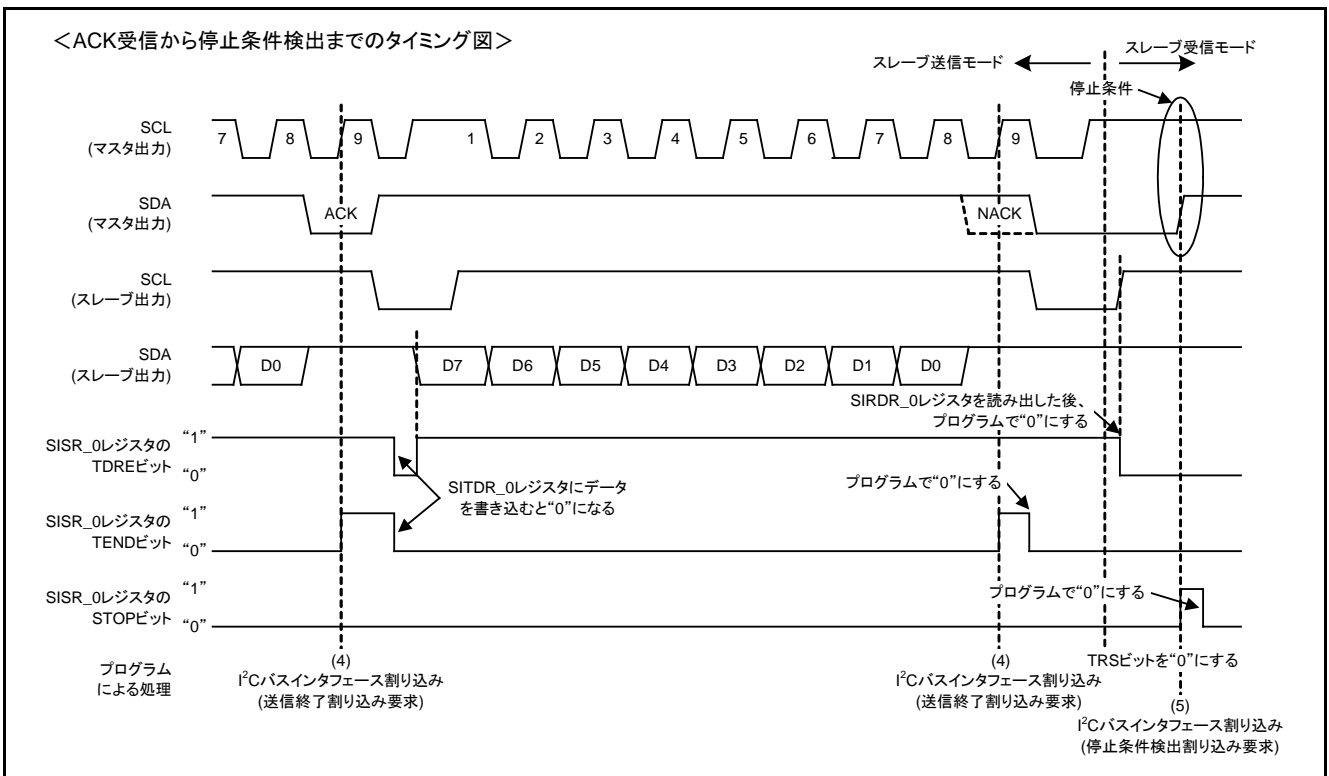 ＜ACK受信から停止条件検出までのタイミング図＞
スレーブ送信モード
スレーブ受信モード
停止条件
SCL
(マスタ出力)
7 8 9 1 2 3 4 5 6 7 8 9
SDA
(マスタ出力)
ACK
NACK
SCL
(スレーブ出力)
SDA
(スレーブ出力)
D0 D7 D6 D5 D4 D3 D2 D1 D0
SIRDR_0レジスタを読み出した後、
プログラムで“0”にする
SISR_0レジスタの
TDREビット
“1”
“0”
SITDR_0レジスタにデータ
を書き込むと“0”になる
プログラムで“0”にする
SISR_0レジスタの
TENDビット
“1”
“0”
プログラムで“0”にする
SISR_0レジスタの
STOPビット
“1”
“0”
プログラム
による処理
(4)
I²Cバスインタフェース割り込み
(送信終了割り込み要求)
(4)
I²Cバスインタフェース割り込み
(送信終了割り込み要求)
TRSビットを“0”にする
(5)
I²Cバスインタフェース割り込み
(停止条件検出割り込み要求)